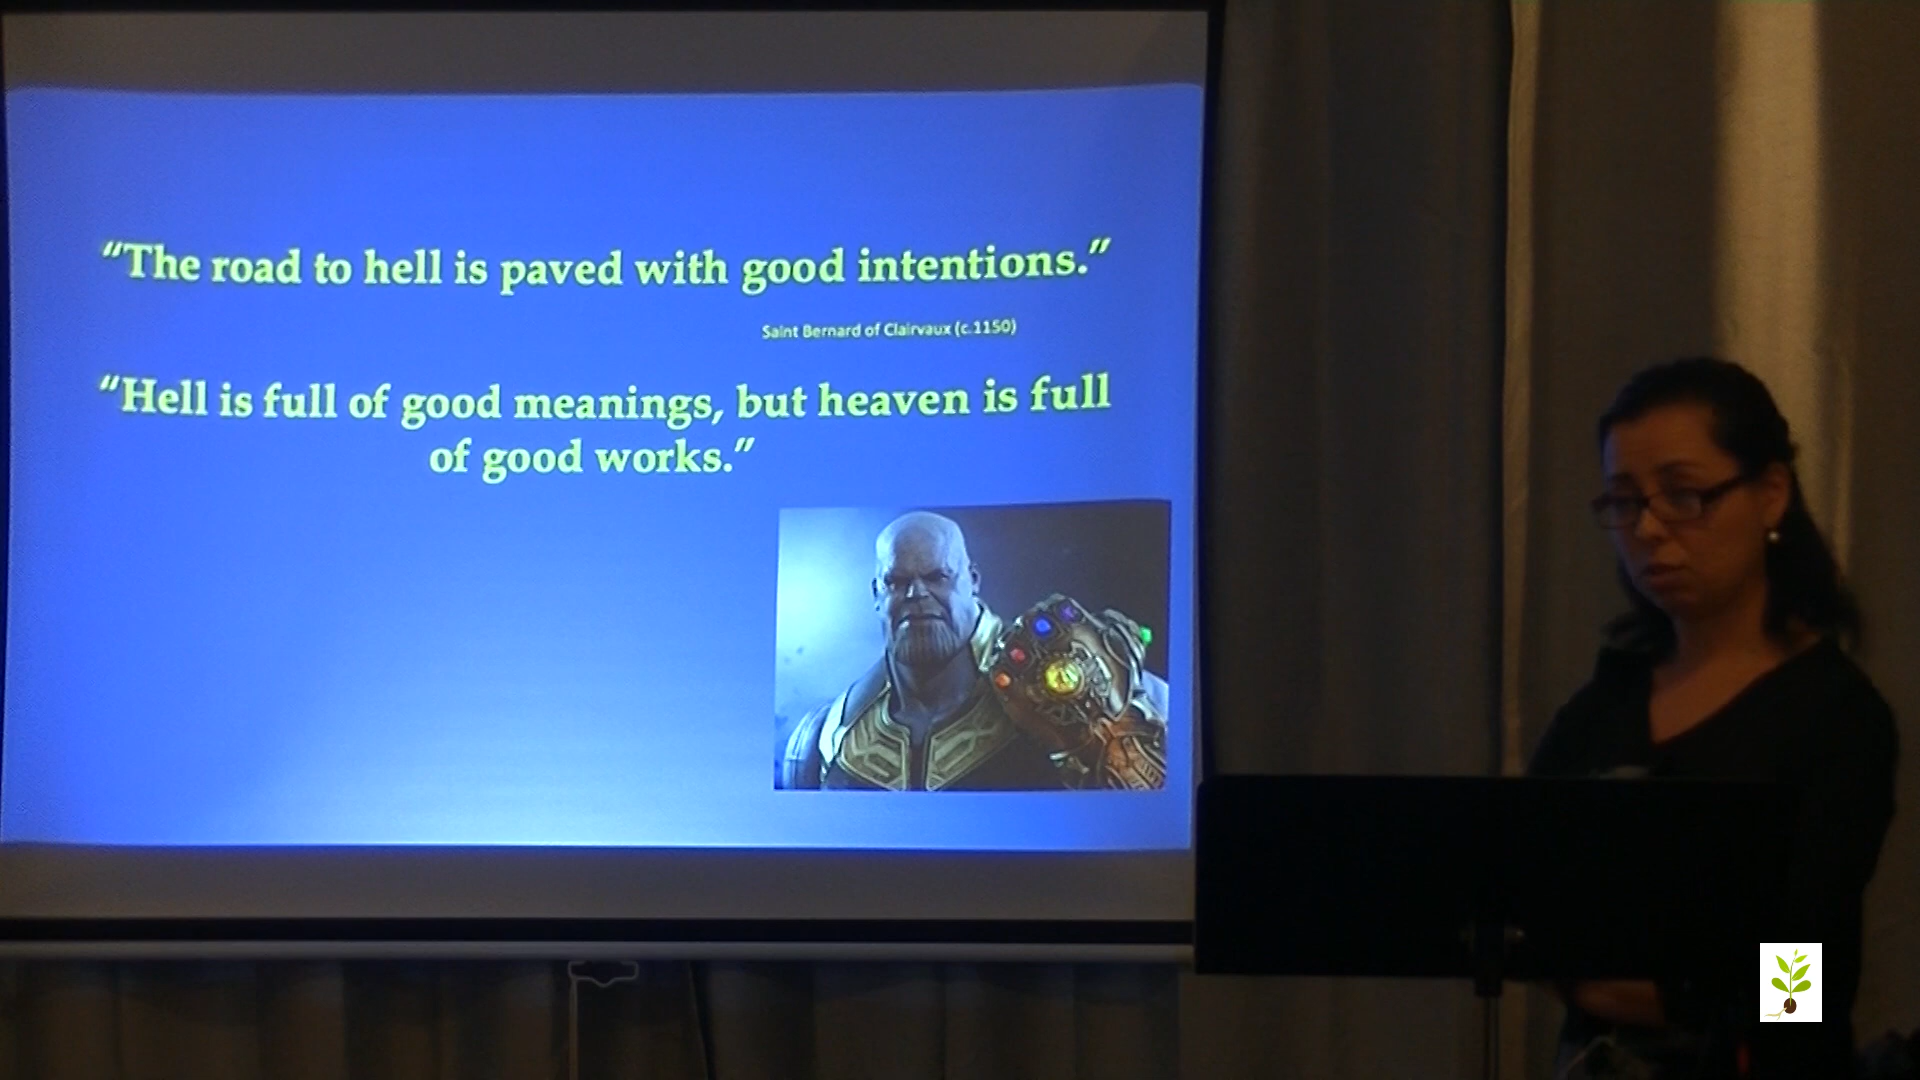 “The road to hell is paved with good intentions.”
Saint Bernard of Clairvaux (c.1150)
“Hell is full of good meanings, but heaven is full
of good works.”